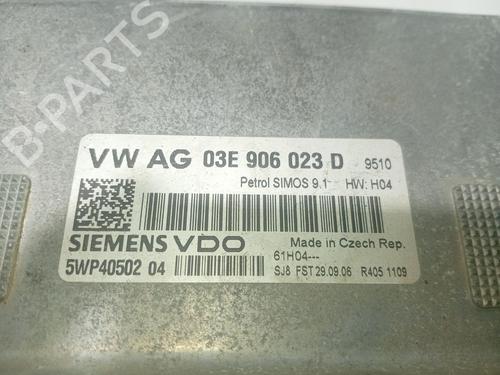 B-PARTS
VW AG 03E 906 023 D 9510
Petrol SIMOS 9.1 HW: H04
SIEMENS VDO Made in Czech Rep.
5WP40502 04 61H04---
SJ8 FST 29.09.06 R405 1109